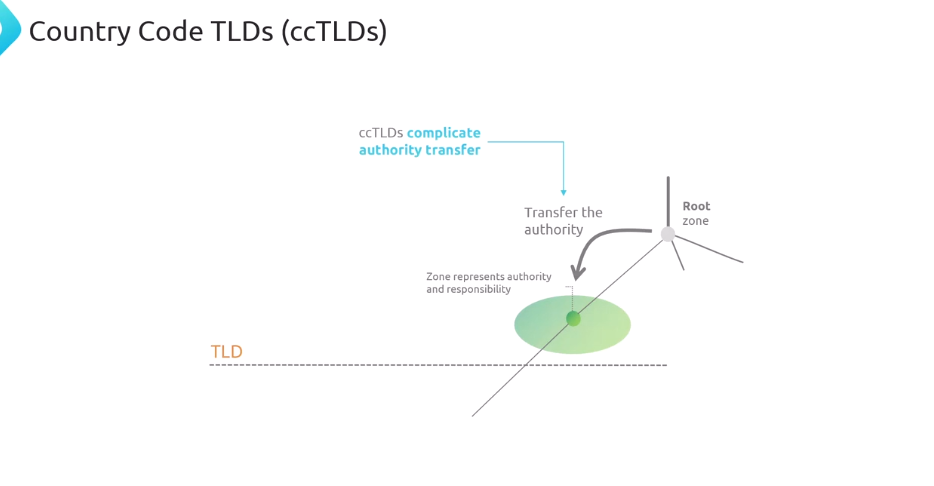 Country Code TLDs (ccTLDs)
ccTLDs complicate
authority transfer
Transfer the
authority
Root
zone
Zone represents authority
and responsibility
TLD